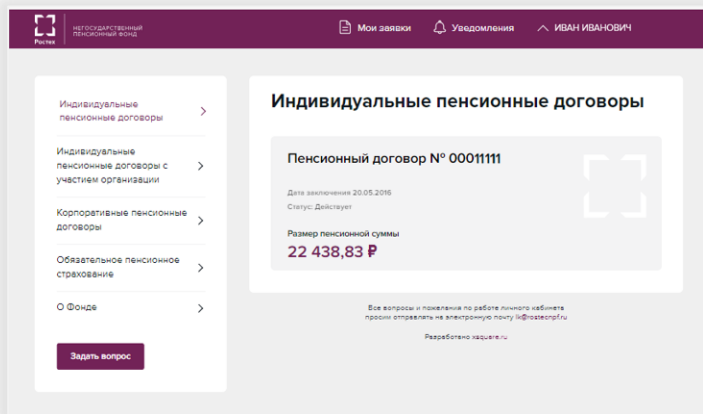 Ростех
НЕГОСУДАРСТВЕННЫЙ
ПЕНСИОННЫЙ ФОНД
Мои заявки
Уведомления
ИВАН ИВАНОВИЧ
Индивидуальные
пенсионные договоры
Индивидуальные
пенсионные договоры с
участием организации
Корпоративные пенсионные
договоры
Обязательное пенсионное
страхование
О Фонде
Задать вопрос
Индивидуальные пенсионные договоры
Пенсионный договор № 00011111
Дата заключения 20.05.2016
Статус: Действует
Размер пенсионной суммы
22 438,83 ₽
Все вопросы и пожелания по работе личного кабинета
просим отправлять на электронную почту lk@rostecnpf.ru
Разработано xsquare.ru